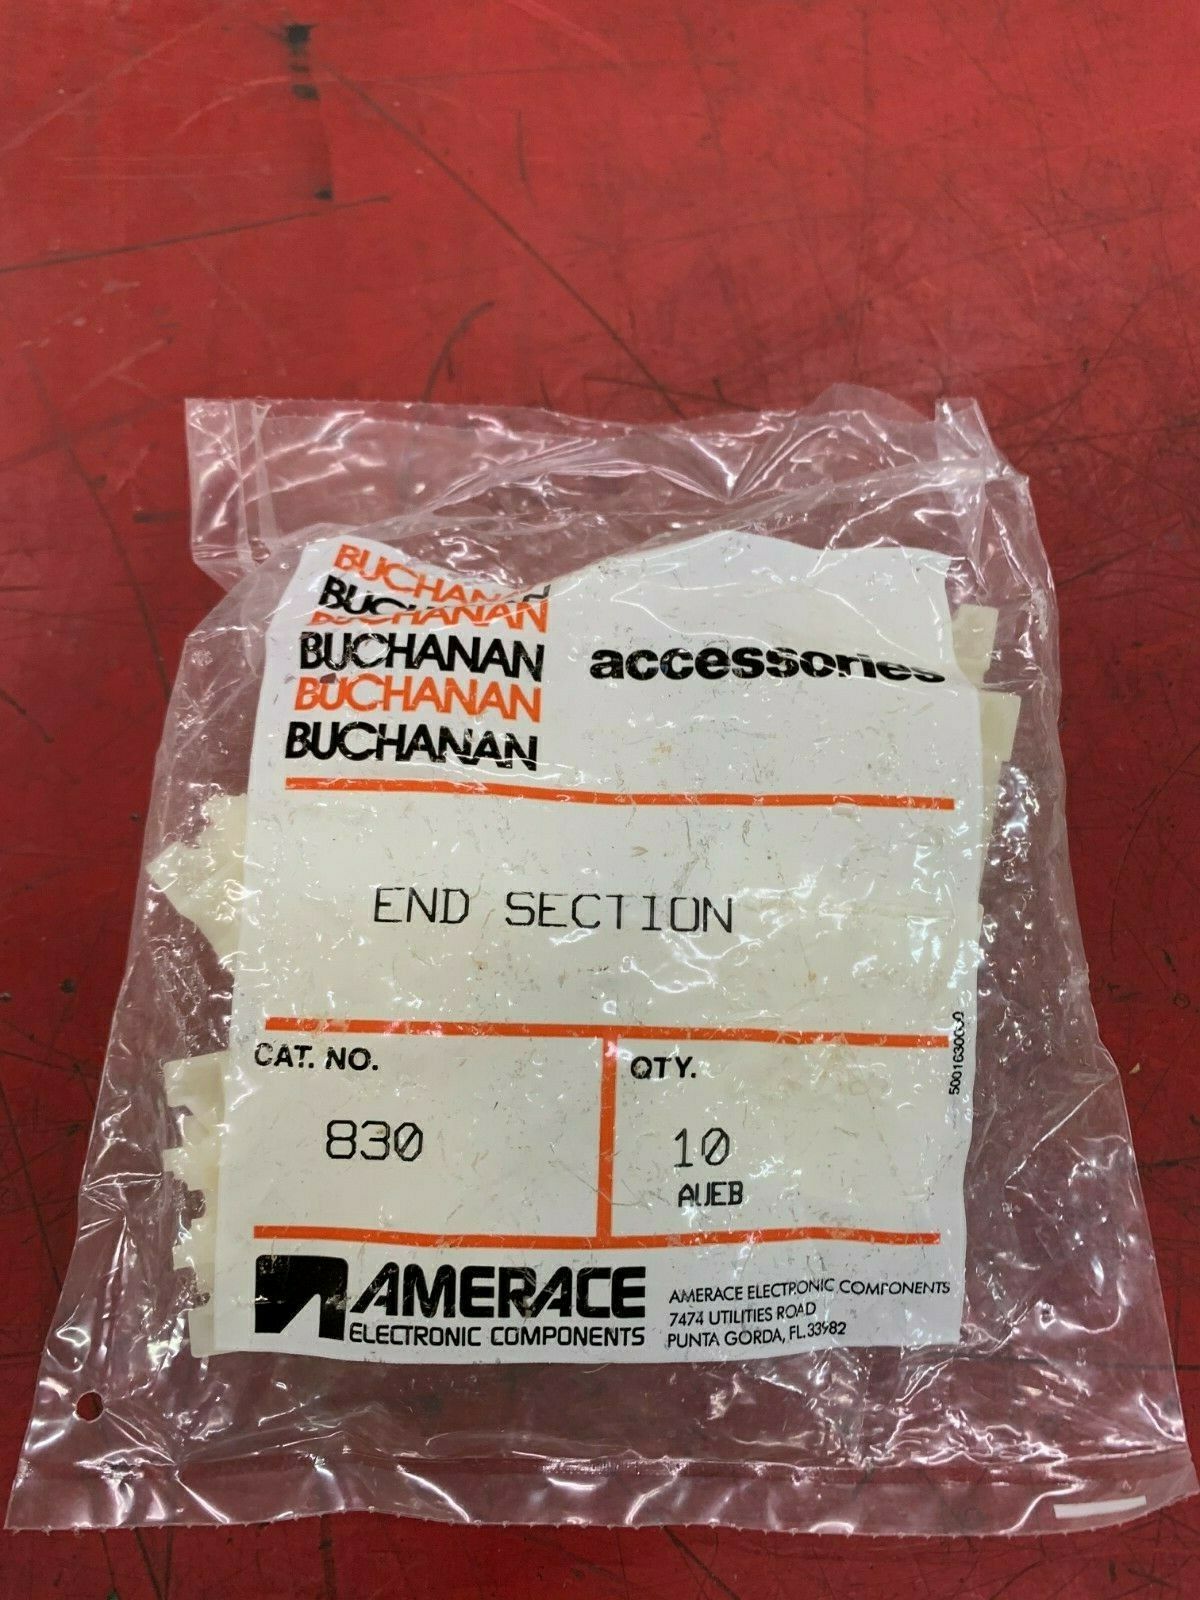 BUCHANAN
BUCHANAN
BUCHANAN
BUCHANAN
BUCHANAN
BUCHANAN
accessories
END SECTION
CAT. NO.
830
QTY.
10
AUEB
AMERACE
ELECTRONIC COMPONENTS
AMERACE ELECTRONIC COMPONENTS
7474 UTILITIES ROAD
PUNTA GORDA, FL. 33982